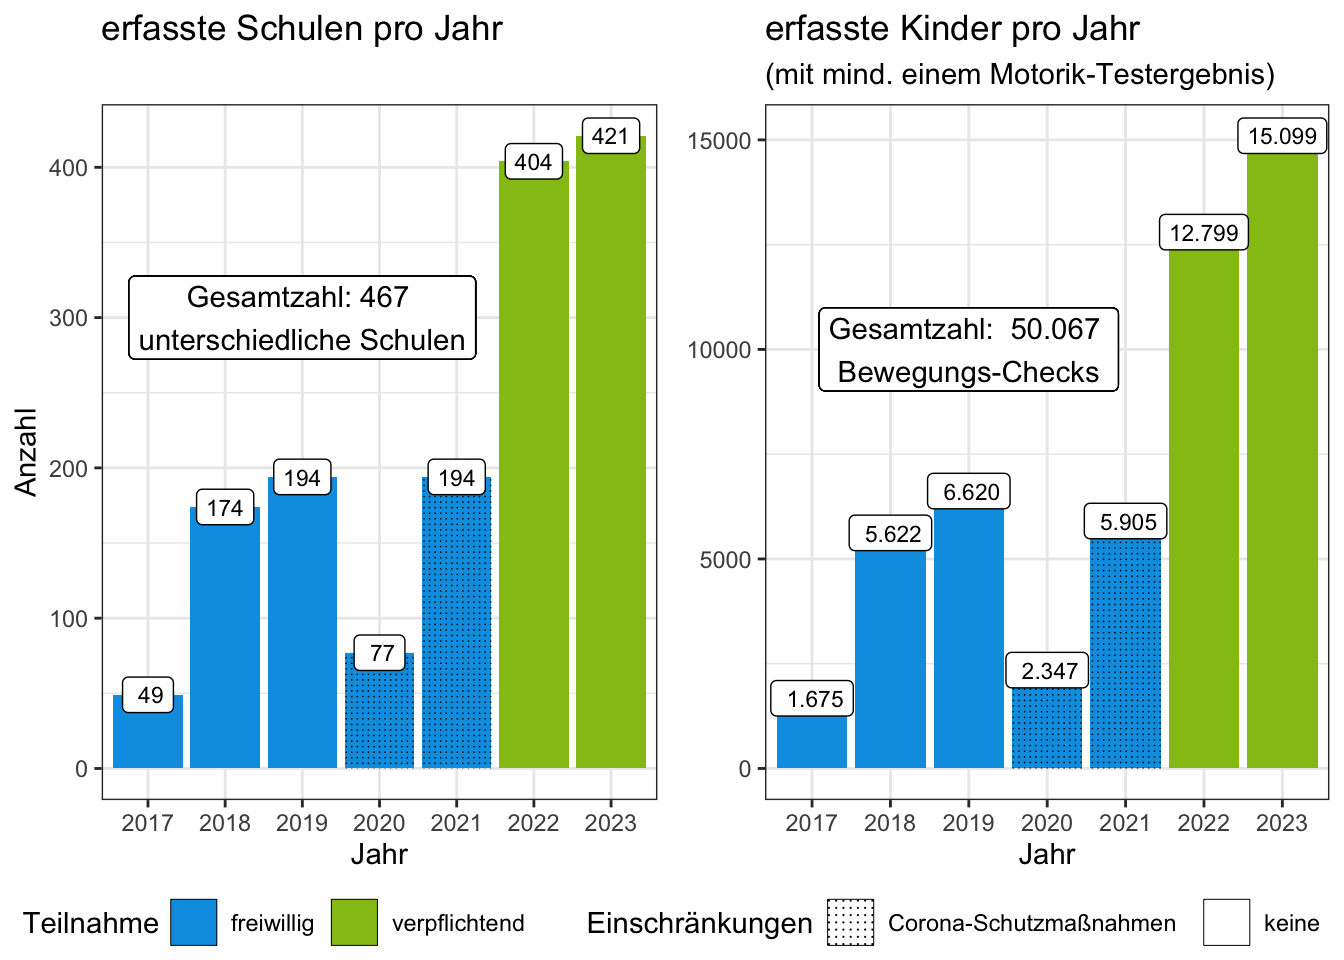 erfasste Schulen pro Jahr
Anzahl
400
300
200
100
0
49
174
194
77
194
404
421
Gesamtzahl: 467
unterschiedliche Schulen
2017 2018 2019 2020 2021 2022 2023
Jahr
erfasste Kinder pro Jahr
(mit mind. einem Motorik-Testergebnis)
15000
10000
5000
0
1.675
5.622
6.620
2.347
5.905
12.799
15.099
Gesamtzahl: 50.067
Bewegungs-Checks
2017 2018 2019 2020 2021 2022 2023
Jahr
Teilnahme freiwillig verpflichtend Einschränkungen Corona-Schutzmaßnahmen keine